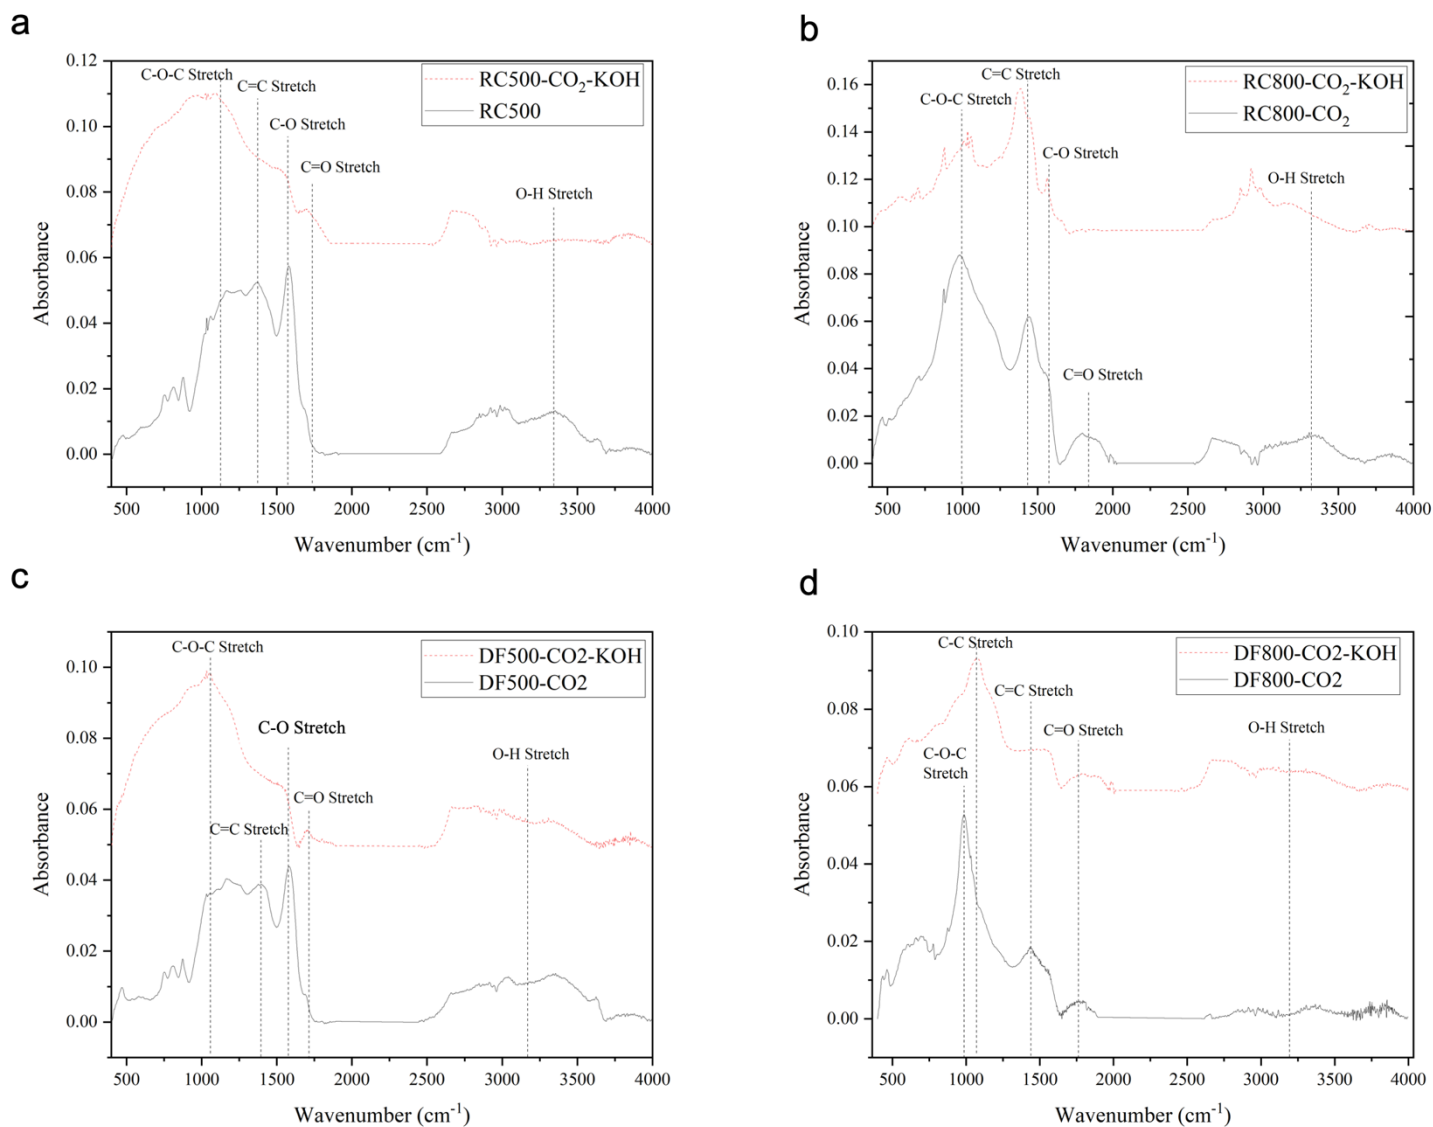 a
0.12
0.10
0.08
0.06
0.04
0.02
0.00
Absorbance
C-O-C Stretch
C=C Stretch
C-O Stretch
C=O Stretch
O-H Stretch
RC500-CO₂-KOH
RC500
500 1000 1500 2000 2500 3000 3500 4000
Wavenumber (cm⁻¹)
b
0.16
0.14
0.12
0.10
0.08
0.06
0.04
0.02
0.00
Absorbance
C=C Stretch
C-O-C Stretch
C-O Stretch
C=O Stretch
O-H Stretch
RC800-CO₂-KOH
RC800-CO₂
500 1000 1500 2000 2500 3000 3500 4000
Wavenumer (cm⁻¹)
c
0.10
0.08
0.06
0.04
0.02
0.00
Absorbance
C-O-C Stretch
C-O Stretch
C=O Stretch
C=C Stretch
O-H Stretch
DF500-CO2-KOH
DF500-CO2
500 1000 1500 2000 2500 3000 3500 4000
Wavenumber (cm⁻¹)
d
0.10
0.08
0.06
0.04
0.02
0.00
Absorbance
C-C Stretch
C=C Stretch
C=O Stretch
C-O-C
Stretch
O-H Stretch
DF800-CO2-KOH
DF800-CO2
500 1000 1500 2000 2500 3000 3500 4000
Wavenumber (cm⁻¹)